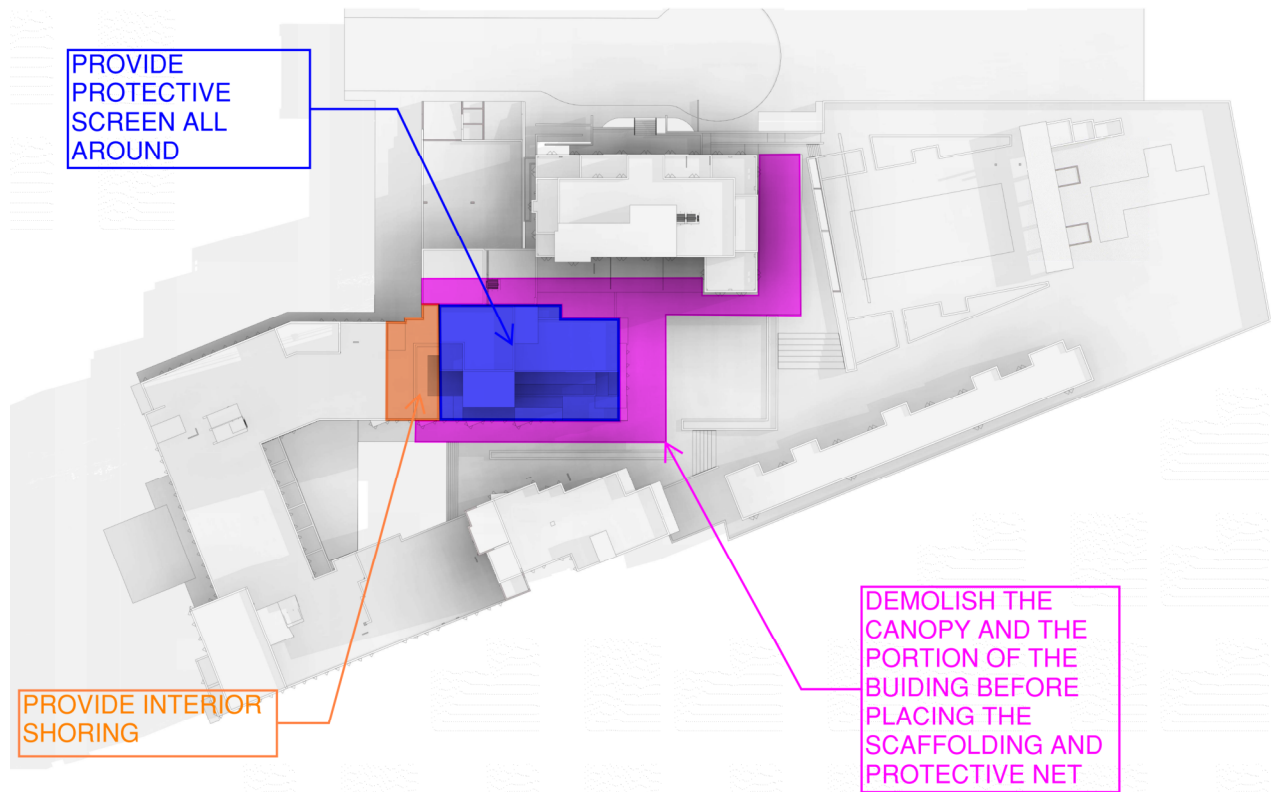 PROVIDE
PROTECTIVE
SCREEN ALL
AROUND
PROVIDE INTERIOR
SHORING
DEMOLISH THE
CANOPY AND THE
PORTION OF THE
BUIDING BEFORE
PLACING THE
SCAFFOLDING AND
PROTECTIVE NET